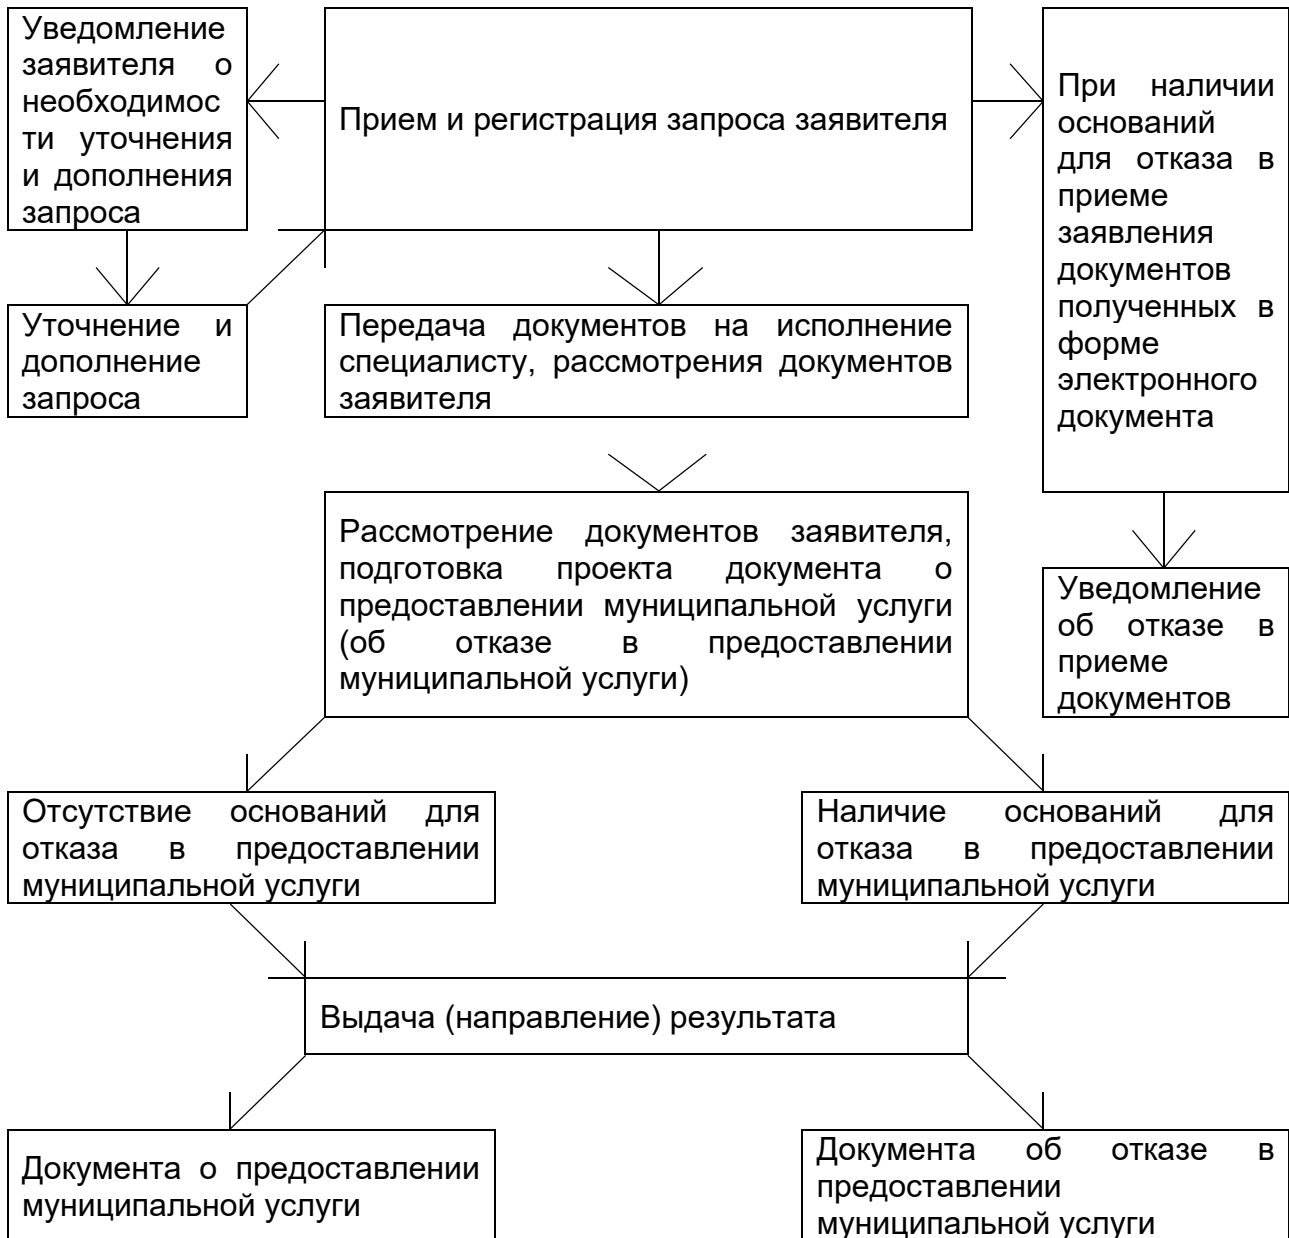 Уведомление
заявителя о
необходимос
ти уточнения
и дополнения
запроса
Прием и регистрация запроса заявителя
При наличии
оснований
для отказа в
приеме
заявления
документов
полученных в
форме
электронного
документа
Уточнение и
дополнение
запроса
Передача документов на исполнение
специалисту, рассмотрения документов
заявителя
Рассмотрение документов заявителя,
подготовка проекта документа о
предоставлении муниципальной услуги
(об отказе в предоставлении
муниципальной услуги)
Уведомление
об отказе в
приеме
документов
Отсутствие оснований для
отказа в предоставлении
муниципальной услуги
Наличие оснований для
отказа в предоставлении
муниципальной услуги
Выдача (направление) результата
Документа о предоставлении
муниципальной услуги
Документа об отказе в
предоставлении
муниципальной услуги